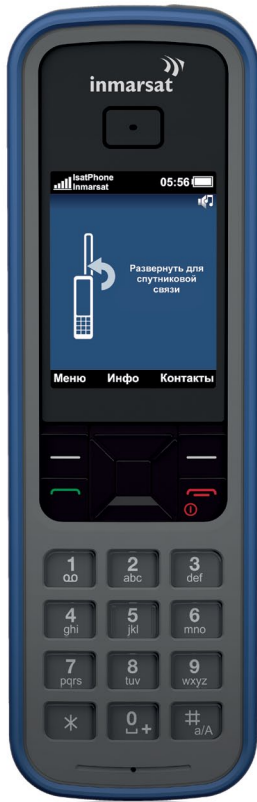 inmarsat
IsatPhone
Inmarsat 05:56
Развернуть для
спутниковой
связи
Меню Инфо Контакты
1 2 3
abc def
4 5 6
ghi jkl mno
7 8 9
pqrs tuv wxyz
* 0 + #
a/A